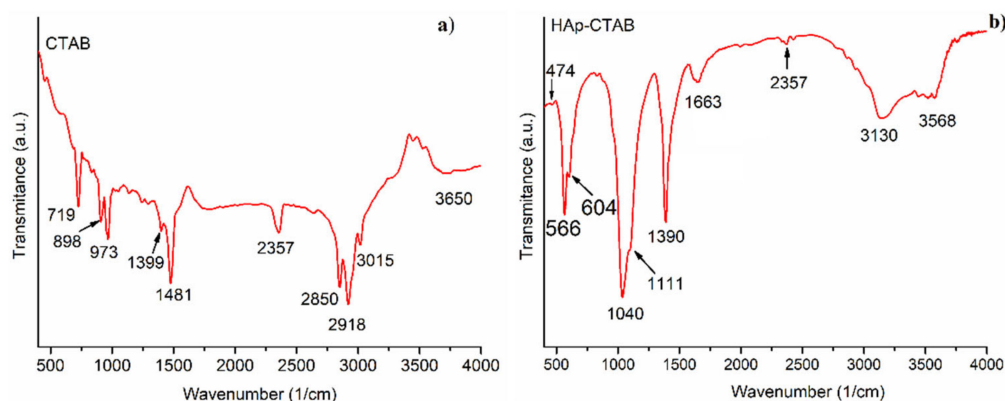 a)
CTAB
Transmitance (a.u.)
719
898
973
1399
1481
2357
2850
2918
3015
3650
500 1000 1500 2000 2500 3000 3500 4000
Wavenumber (1/cm)
b)
HAp-CTAB
Transmitance (a.u.)
474
566
604
1040
1111
1390
1663
2357
3130
3568
500 1000 1500 2000 2500 3000 3500 4000
Wavenumber (1/cm)